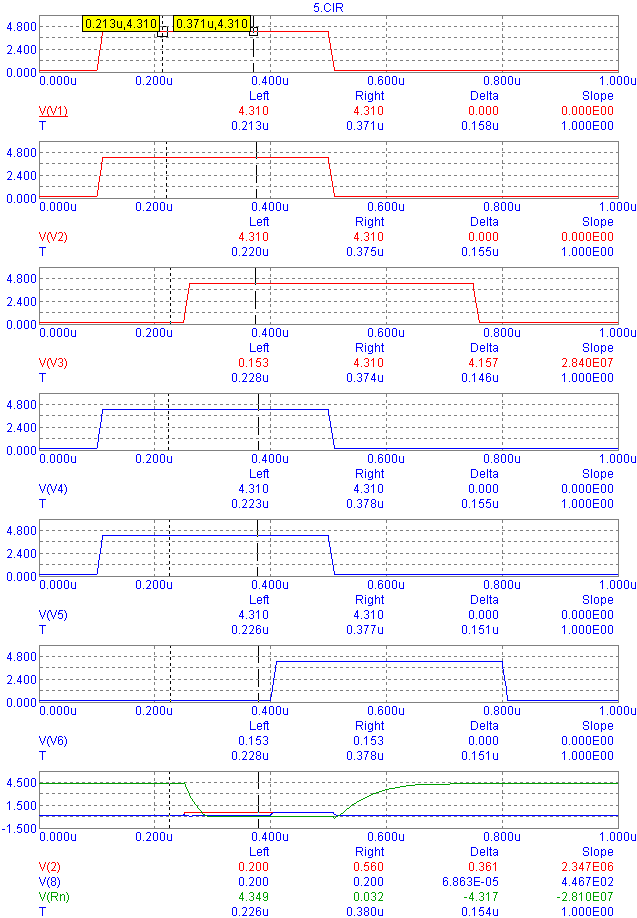 5.CIR
0.213u,4.310 0.371u,4.310
4.800
2.400
0.000
0.000u 0.200u 0.400u 0.600u 0.800u 1.000u
Left Right Delta Slope
V(V1) 4.310 4.310 0.000 0.000E00
T 0.213u 0.371u 0.158u 1.000E00
4.800
2.400
0.000
0.000u 0.200u 0.400u 0.600u 0.800u 1.000u
Left Right Delta Slope
V(V2) 4.310 4.310 0.000 0.000E00
T 0.220u 0.375u 0.155u 1.000E00
4.800
2.400
0.000
0.000u 0.200u 0.400u 0.600u 0.800u 1.000u
Left Right Delta Slope
V(V3) 0.153 4.310 4.157 2.840E07
T 0.228u 0.374u 0.146u 1.000E00
4.800
2.400
0.000
0.000u 0.200u 0.400u 0.600u 0.800u 1.000u
Left Right Delta Slope
V(V4) 4.310 4.310 0.000 0.000E00
T 0.223u 0.378u 0.155u 1.000E00
4.800
2.400
0.000
0.000u 0.200u 0.400u 0.600u 0.800u 1.000u
Left Right Delta Slope
V(V5) 4.310 4.310 0.000 0.000E00
T 0.226u 0.377u 0.151u 1.000E00
4.800
2.400
0.000
0.000u 0.200u 0.400u 0.600u 0.800u 1.000u
Left Right Delta Slope
V(V6) 0.153 0.153 0.000 0.000E00
T 0.228u 0.378u 0.151u 1.000E00
4.500
1.500
-1.500
0.000u 0.200u 0.400u 0.600u 0.800u 1.000u
Left Right Delta Slope
V(2) 0.200 0.560 0.361 2.347E06
V(8) 0.200 0.200 6.863E-05 4.467E02
V(Rn) 4.349 0.032 -4.317 -2.810E07
T 0.226u 0.380u 0.154u 1.000E00